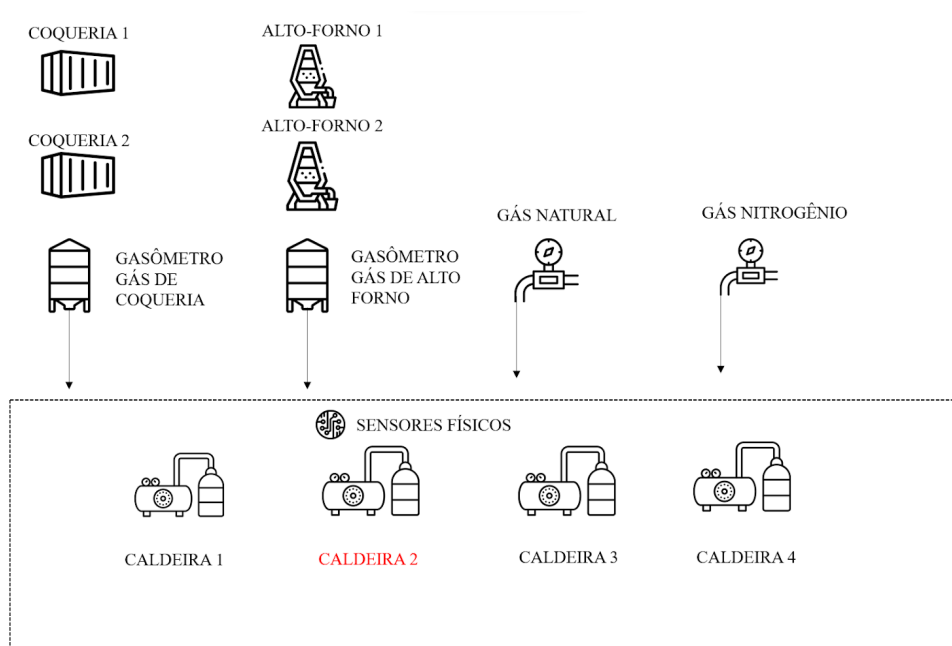 COQUERIA 1
ALTO-FORNO 1
COQUERIA 2
ALTO-FORNO 2
GÁS NATURAL
GÁS NITROGÊNIO
GASÔMETRO
GÁS DE
COQUERIA
GASÔMETRO
GÁS DE ALTO
FORNO
SENSORES FÍSICOS
CALDEIRA 1
CALDEIRA 2
CALDEIRA 3
CALDEIRA 4